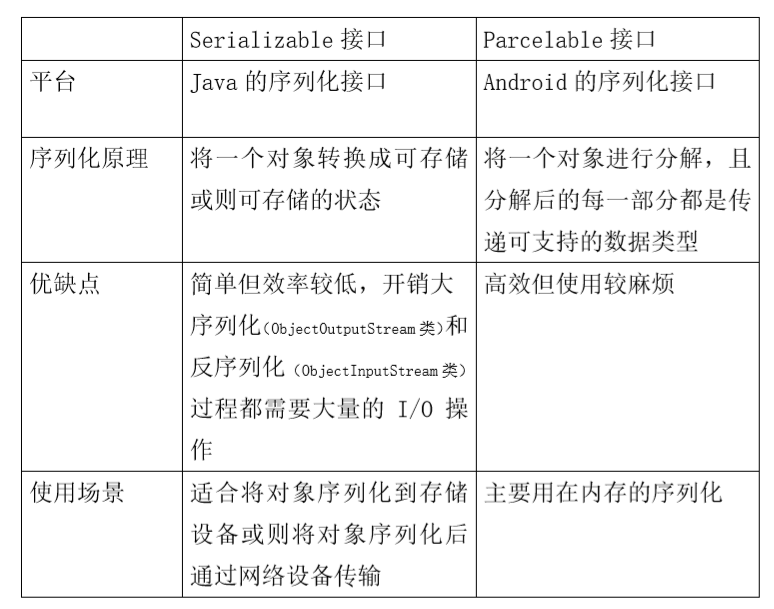 Serializable 接口
Parcelable 接口
平台
Java 的序列化接口
Android 的序列化接口
序列化原理
将一个对象转换成可存储
或则可存储的状态
将一个对象进行分解，且
分解后的每一部分都是传
递可支持的数据类型
优缺点
简单但效率较低，开销大
序列化(ObjectOutputStream 类)和
反序列化 (ObjectInputStream 类)
过程都需要大量的 I/O 操
作
高效但使用较麻烦
使用场景
适合将对象序列化到存储
设备或则将对象序列化后
通过网络设备传输
主要用在内存的序列化